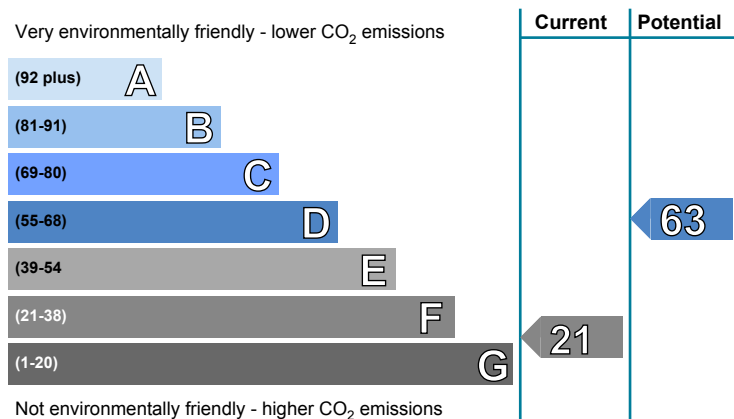 Current Potential
Very environmentally friendly - lower CO2 emissions
(92 plus) A
(81-91) B
(69-80) C
(55-68) D
63
(39-54 E
(21-38) F
21
(1-20) G
Not environmentally friendly - higher CO2 emissions